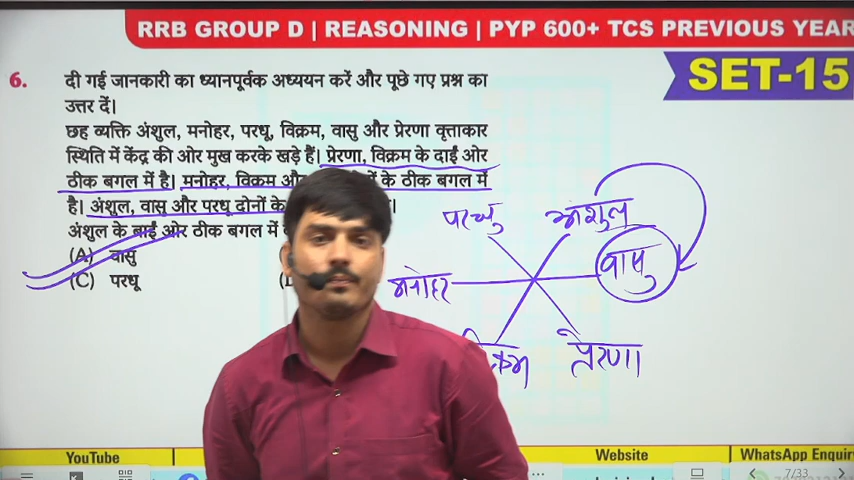 RRB GROUP D | REASONING | PYP 600+ TCS PREVIOUS YEAR
SET-15
6. दी गई जानकारी का ध्यानपूर्वक अध्ययन करें और पूछे गए प्रश्न का
उत्तर दें।
छह व्यक्ति अंशुल, मनोहर, परधू, विक्रम, वासु और प्रेरणा वृत्ताकार
स्थिति में केंद्र की ओर मुख करके खड़े हैं। प्रेरणा, विक्रम के दाईं ओर
ठीक बगल में है। मनोहर, विक्रम के ठीक बगल में
है। अंशुल, वासु और परधू दोनों के
अंशुल के बाईं ओर ठीक बगल में
(A) वासु
(C) परधू
परधु अंशुल
मनोहर वासु
प्रेरणा
YouTube Website WhatsApp Enquir
7/33